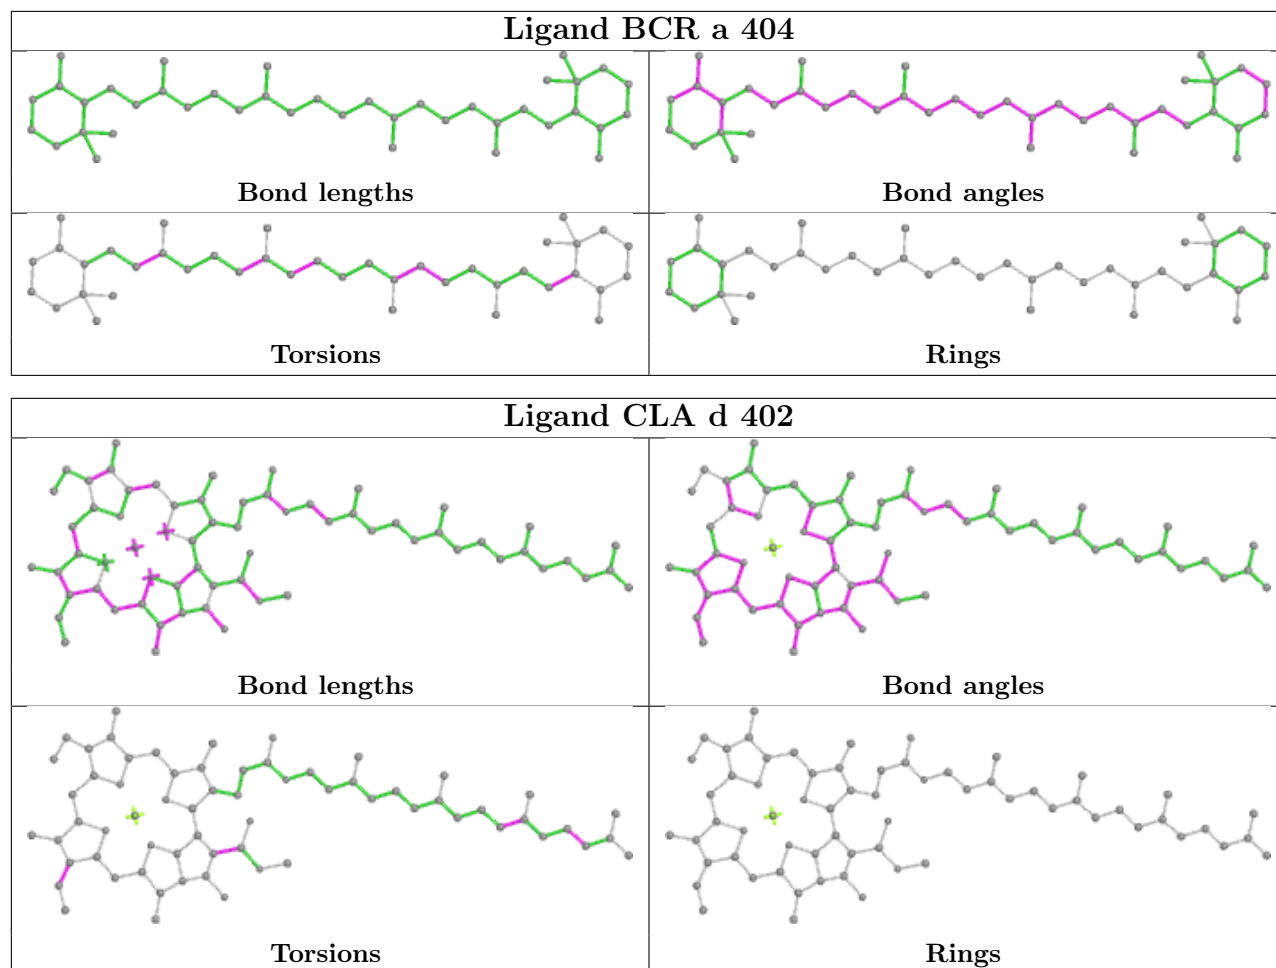 Ligand BCR a 404
Bond lengths
Bond angles
Torsions
Rings
Ligand CLA d 402
Bond lengths
Bond angles
Torsions
Rings